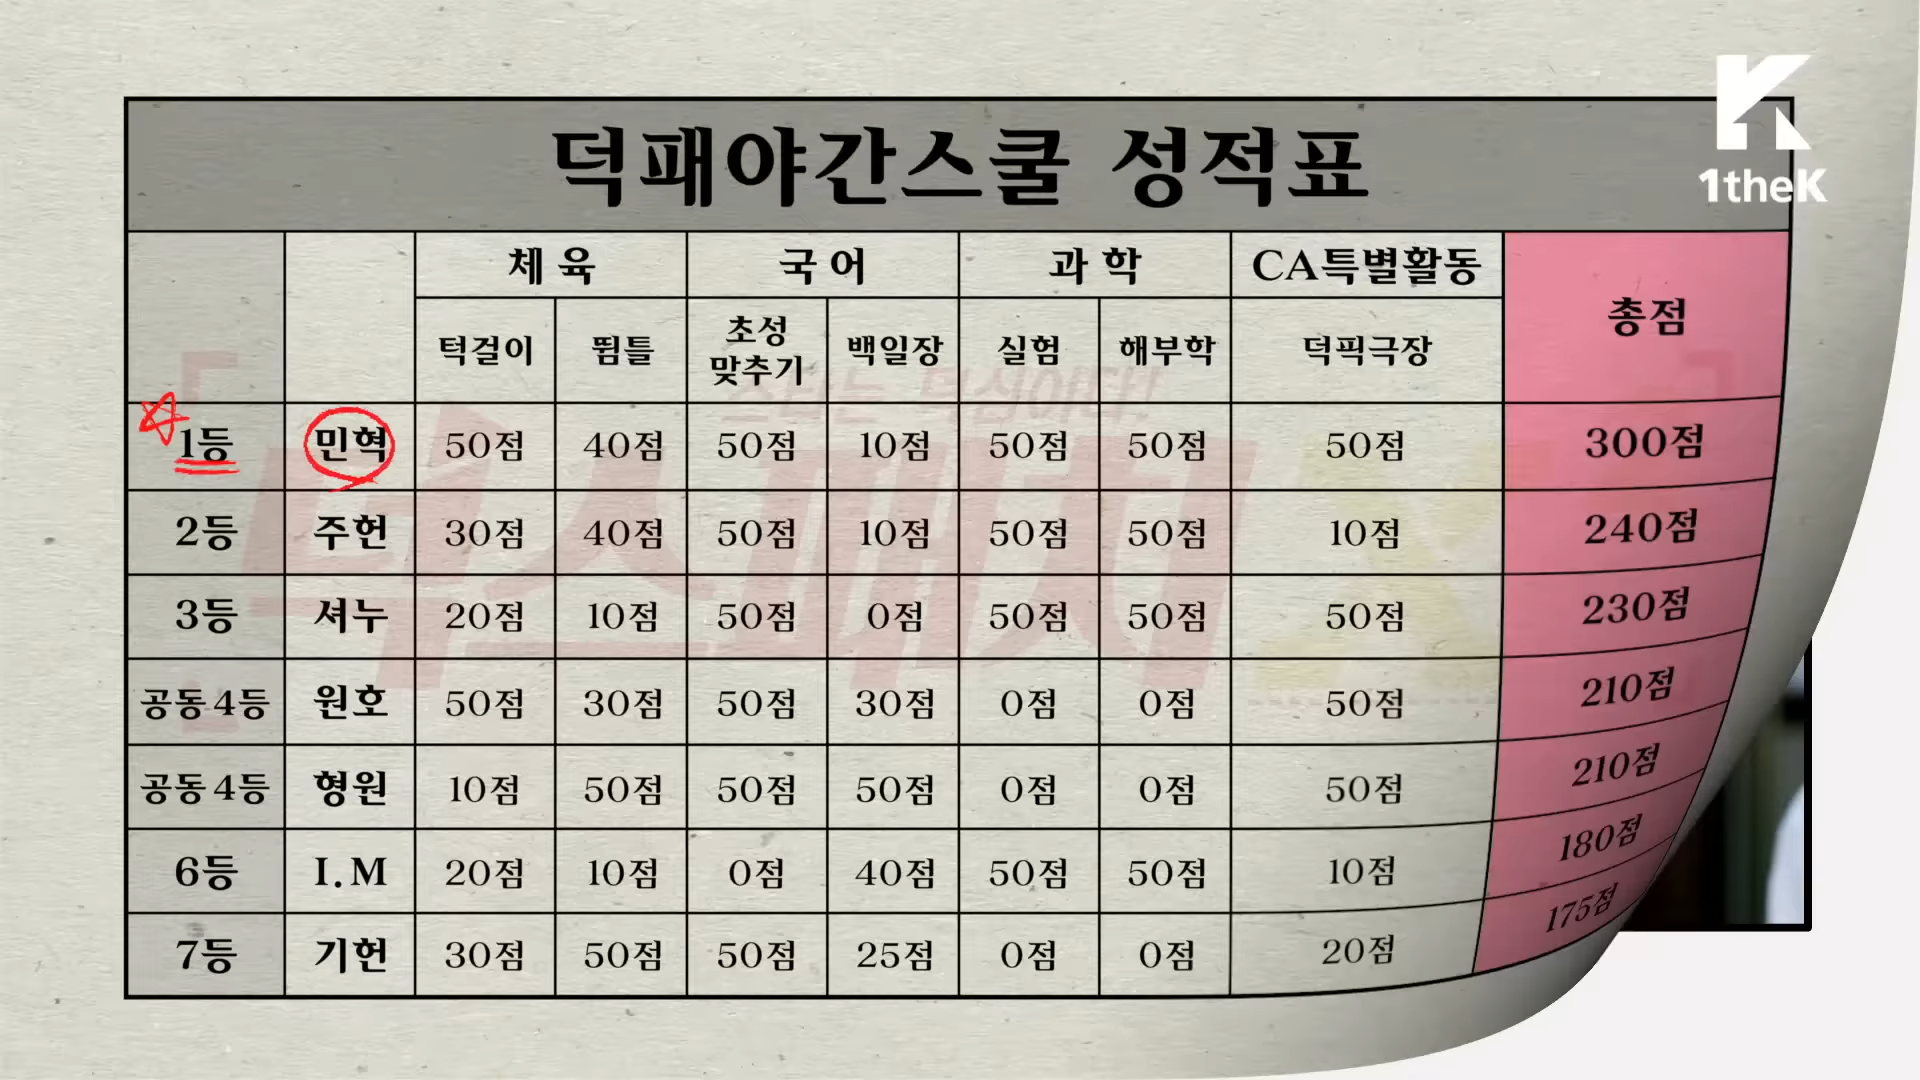 덕패야간스쿨 성적표
1theK
체육 국어 과학 CA특별활동 총점
턱걸이 뜀틀 초성 맞추기 백일장 실험 해부학 덕픽극장
1등 민혁 50점 40점 50점 10점 50점 50점 50점 300점
2등 주헌 30점 40점 50점 10점 50점 50점 10점 240점
3등 셔누 20점 10점 50점 0점 50점 50점 50점 230점
공동4등 원호 50점 30점 50점 30점 0점 0점 50점 210점
공동4등 형원 10점 50점 50점 50점 0점 0점 50점 210점
6등 I.M 20점 10점 0점 40점 50점 50점 10점 180점
7등 기헌 30점 50점 50점 25점 0점 0점 20점 175점
스타는 덕심이다!
덕스패치 X